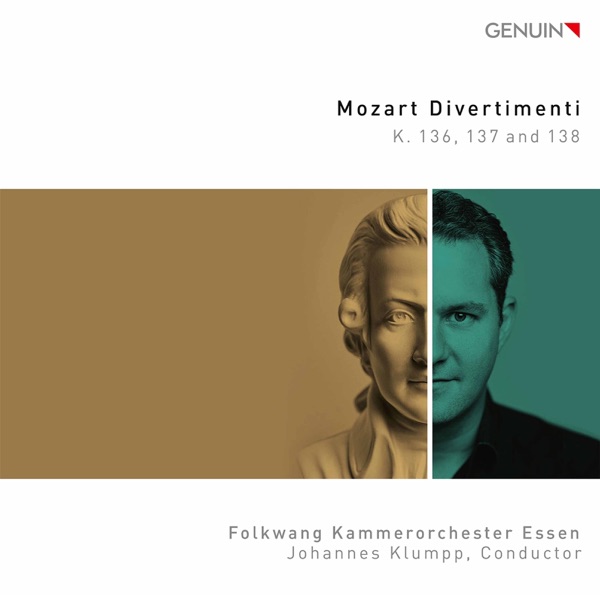 GENUIN
Mozart Divertimenti
K. 136, 137 and 138
Folkwang Kammerorchester Essen
Johannes Klumpp, Conductor